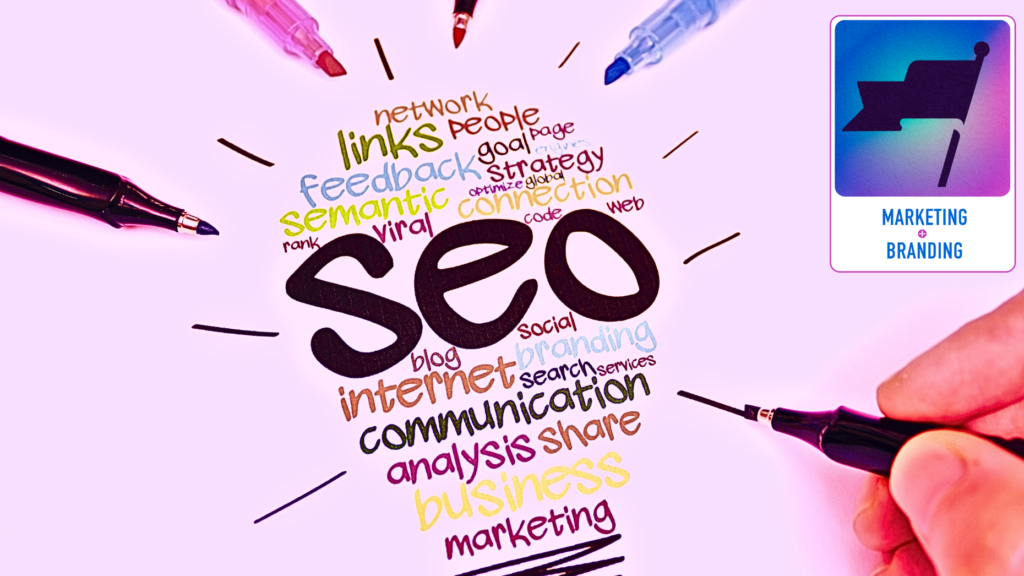 network
links people page
goal engines
feedback strategy
optimize global
semantic connection
rank viral code web
seo
blog social
internet branding
search services
communication
analysis share
business
marketing
MARKETING
+
BRANDING